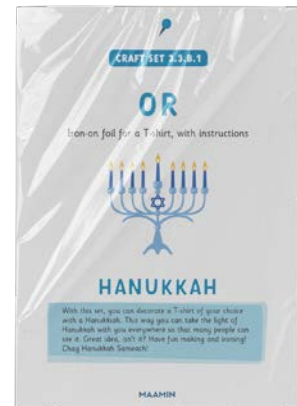 CRAFT SET 3.3.B.1
OR
Iron-on foil for a T-shirt, with instructions
HANUKKAH
With this set, you can decorate a T-shirt of your choice
with a Hanukkiah. This way you can take the light of
Hanukkah with you everywhere so that many people can
see it. Great idea, isn't it? Have fun making and ironing!
Chag Hanukkah Sameach!
MAAMIN